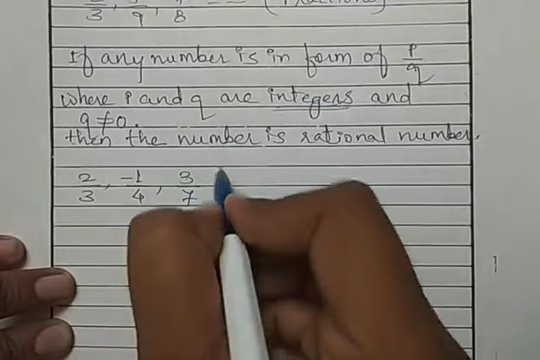 If any number is in form of p/q
where p and q are integers and
q ≠ 0.
then the number is rational number.
2/3, -1/4, 3/7